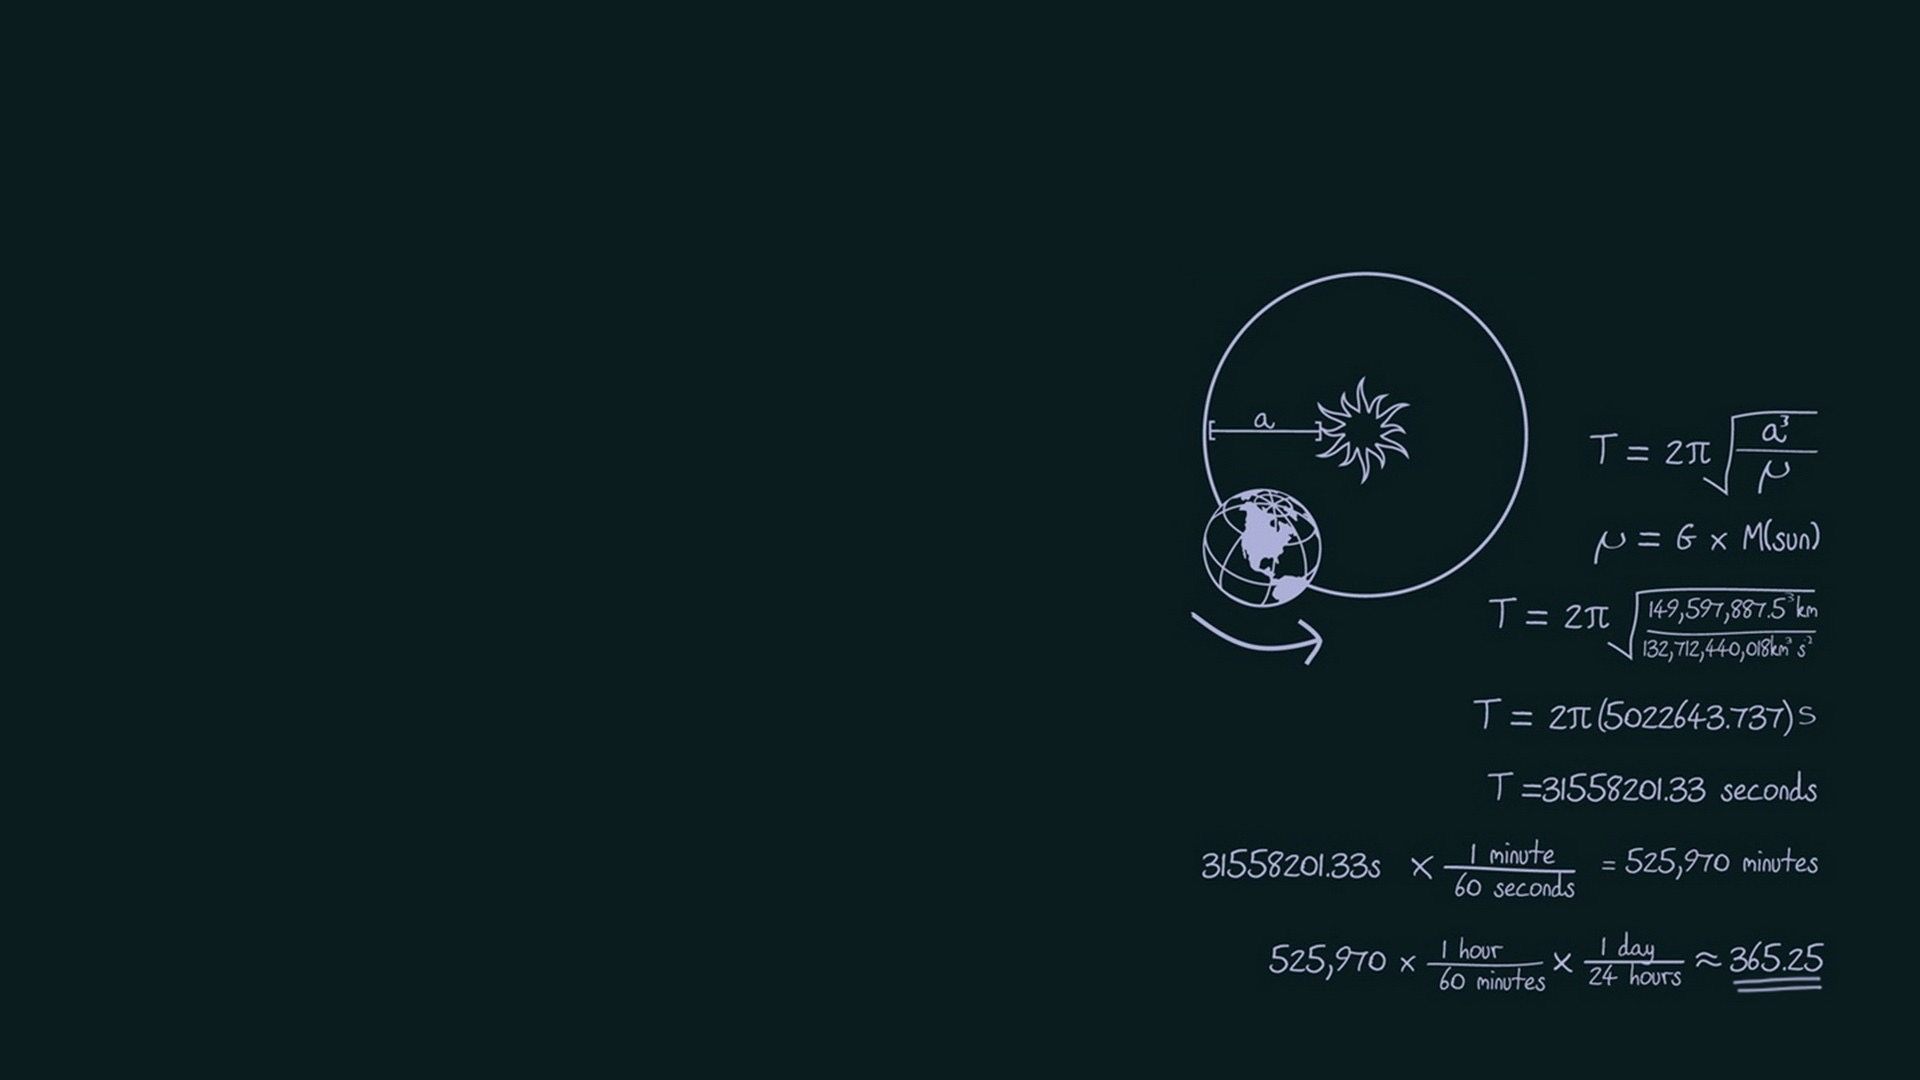 a
T = 2π √(a³/μ)
μ = G x M(sun)
T = 2π √(149,597,887.5³km/132,712,440,018km³ s⁻²)
T = 2π(5022643.737)s
T =31558201.33 seconds
31558201.33s x 1 minute/60 seconds = 525,970 minutes
525,970 x 1 hour/60 minutes x 1 day/24 hours ≈ 365.25